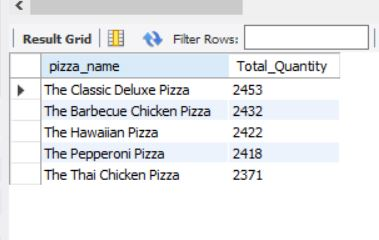 Result Grid Filter Rows:
pizza_name Total_Quantity
The Classic Deluxe Pizza 2453
The Barbecue Chicken Pizza 2432
The Hawaiian Pizza 2422
The Pepperoni Pizza 2418
The Thai Chicken Pizza 2371